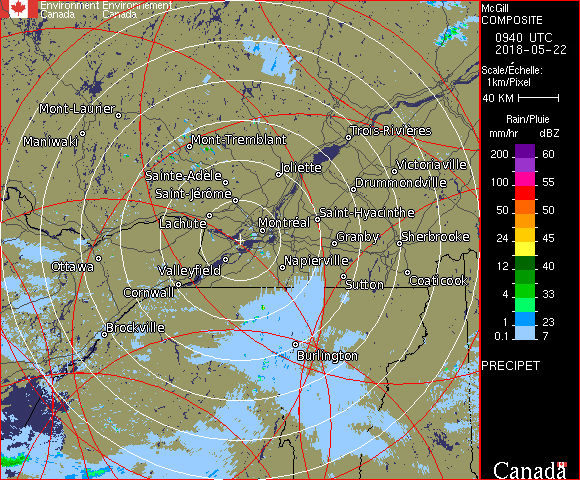 Environment Environnement
Canada Canada
McGill
COMPOSITE
0940 UTC
2018-05-22
Scale/Échelle:
1km/Pixel
40 KM
Rain/Pluie
mm/hr dBZ
200 60
150 57
100 55
50 50
24 45
12 40
4 33
1 23
0.1 7
PRECIPET
Canada
Mont-Laurier
Maniwaki
Mont-Tremblant
Trois-Rivières
Joliette
Victoriaville
Sainte-Adèle
Drummondville
Saint-Jérôme
Lachute
Saint-Hyacinthe
Montréal
Granby
Sherbrooke
Ottawa
Valleyfield
Napierville
Sutton
Coaticook
Cornwall
Brockville
Burlington